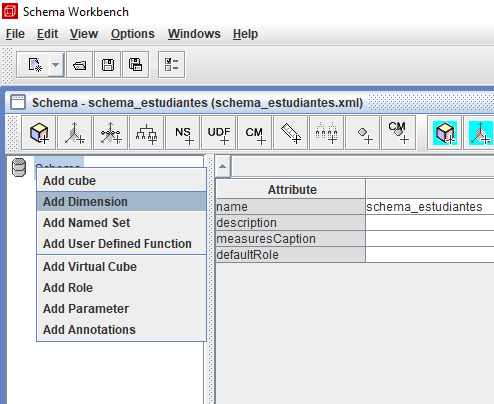 Schema Workbench
File Edit View Options Windows Help
Schema - schema_estudiantes (schema_estudiantes.xml)
NS UDF CM CM
Schema
Add cube
Add Dimension
Add Named Set
Add User Defined Function
Add Virtual Cube
Add Role
Add Parameter
Add Annotations
Attribute
name schema_estudiantes
description
measuresCaption
defaultRole